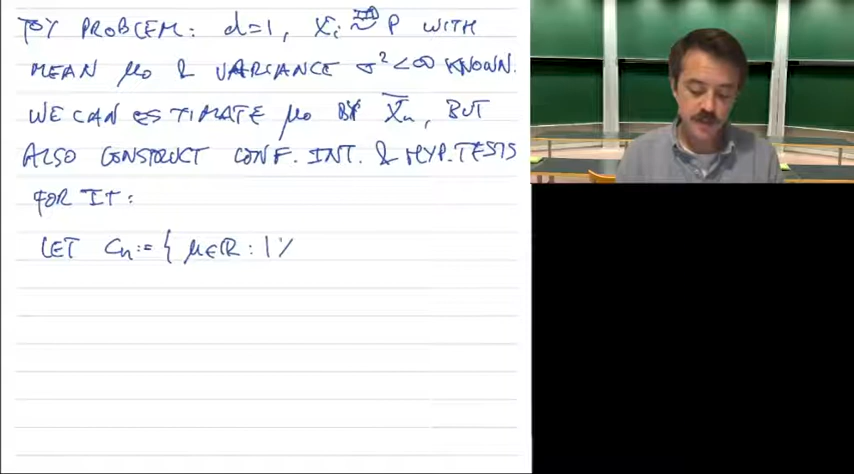 TOY PROBLEM: d=1, Xi iid~ P WITH
MEAN μ0 & VARIANCE σ²<∞ KNOWN.
WE CAN ESTIMATE μ0 BY X̄n, BUT
ALSO CONSTRUCT CONF. INT. & HYP. TESTS
FOR IT:
LET Cn:= { μ∈ℝ : |